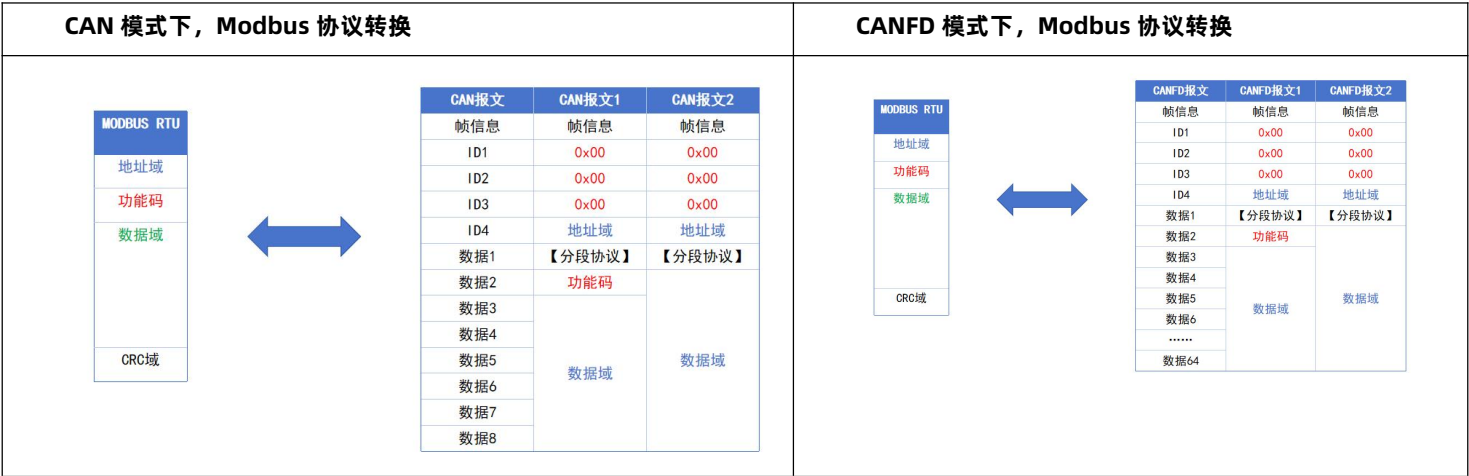 CAN 模式下，Modbus 协议转换
CANFD 模式下，Modbus 协议转换
MODBUS RTU
地址域
功能码
数据域
CRC域
CAN报文 CAN报文1 CAN报文2
帧信息 帧信息 帧信息
ID1 0x00 0x00
ID2 0x00 0x00
ID3 0x00 0x00
ID4 地址域 地址域
数据1 【分段协议】 【分段协议】
数据2 功能码
数据3
数据4
数据5 数据域 数据域
数据6
数据7
数据8
MODBUS RTU
地址域
功能码
数据域
CRC域
CANFD报文 CANFD报文1 CANFD报文2
帧信息 帧信息 帧信息
ID1 0x00 0x00
ID2 0x00 0x00
ID3 0x00 0x00
ID4 地址域 地址域
数据1 【分段协议】 【分段协议】
数据2 功能码
数据3
数据4
数据5 数据域 数据域
数据6
……
数据64